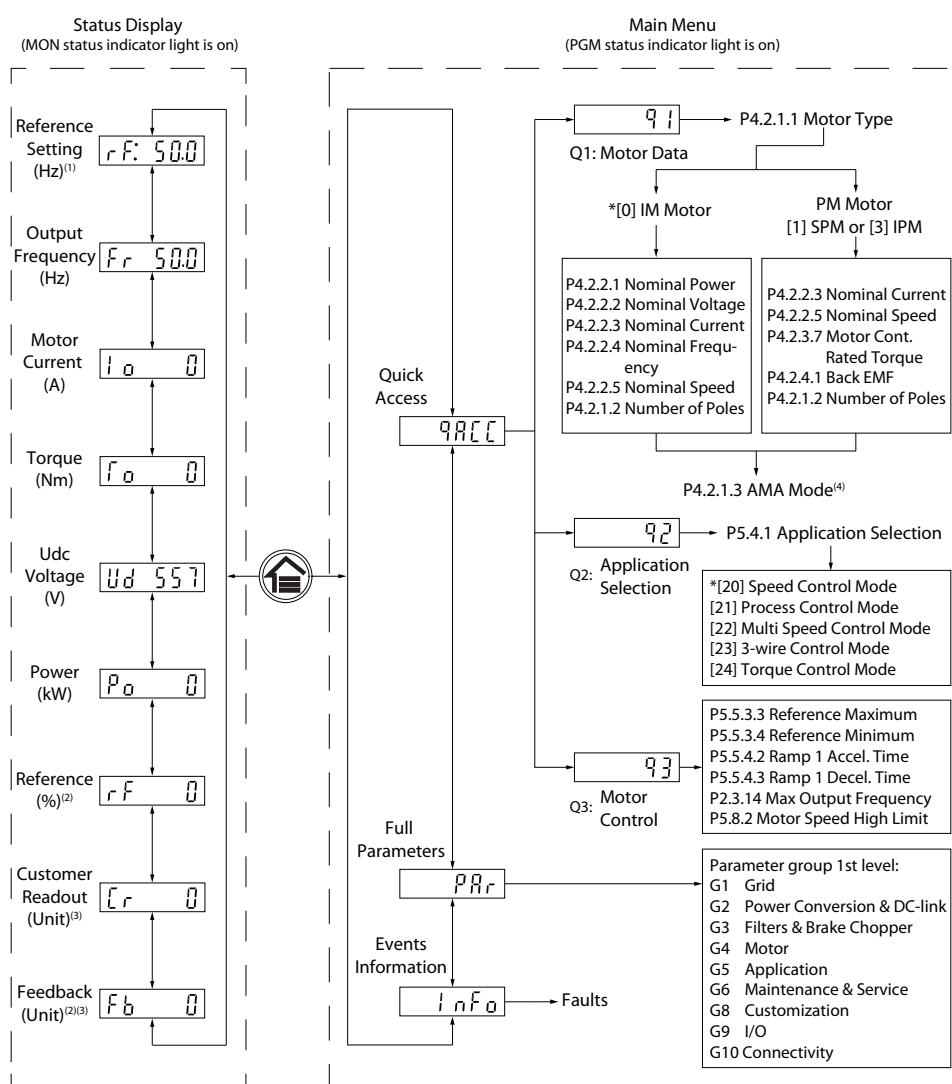 Status Display
(MON status indicator light is on)
Reference
Setting
(Hz)(1)
rF: 50.0
Output
Frequency
(Hz)
Fr 50.0
Motor
Current
(A)
Io 0
Torque
(Nm)
To 0
Udc
Voltage
(V)
Ud 557
Power
(kW)
Po 0
Reference
(%)(2)
rF 0
Customer
Readout
(Unit)(3)
Cr 0
Feedback
(Unit)(2)(3)
Fb 0
Main Menu
(PGM status indicator light is on)
Quick
Access
qACC
q1
Q1: Motor Data
P4.2.1.1 Motor Type
*[0] IM Motor
P4.2.2.1 Nominal Power
P4.2.2.2 Nominal Voltage
P4.2.2.3 Nominal Current
P4.2.2.4 Nominal Frequ-
ency
P4.2.2.5 Nominal Speed
P4.2.1.2 Number of Poles
PM Motor
[1] SPM or [3] IPM
P4.2.2.3 Nominal Current
P4.2.2.5 Nominal Speed
P4.2.3.7 Motor Cont.
Rated Torque
P4.2.4.1 Back EMF
P4.2.1.2 Number of Poles
P4.2.1.3 AMA Mode(4)
q2
Q2: Application
Selection
P5.4.1 Application Selection
*[20] Speed Control Mode
[21] Process Control Mode
[22] Multi Speed Control Mode
[23] 3-wire Control Mode
[24] Torque Control Mode
q3
Q3: Motor
Control
P5.5.3.3 Reference Maximum
P5.5.3.4 Reference Minimum
P5.5.4.2 Ramp 1 Accel. Time
P5.5.4.3 Ramp 1 Decel. Time
P2.3.14 Max Output Frequency
P5.8.2 Motor Speed High Limit
Full
Parameters
PAr
Parameter group 1st level:
G1 Grid
G2 Power Conversion & DC-link
G3 Filters & Brake Chopper
G4 Motor
G5 Application
G6 Maintenance & Service
G8 Customization
G9 I/O
G10 Connectivity
Events
Information
InFo
Faults